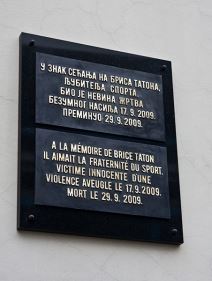 У ЗНАК СЕЋАЊА НА БРИСА ТАТОНА,
ЉУБИТЕЉА СПОРТА.
БИО ЈЕ НЕВИНА ЖРТВА
БЕЗУМНОГ НАСИЉА 17.9.2009.
ПРЕМИНУО 29.9.2009.
A LA MÉMOIRE DE BRICE TATON
IL AIMAIT LA FRATERNITÉ DU SPORT.
VICTIME INNOCENTE D'UNE
VIOLENCE AVEUGLE LE 17.9.2009.
MORT LE 29.9.2009.